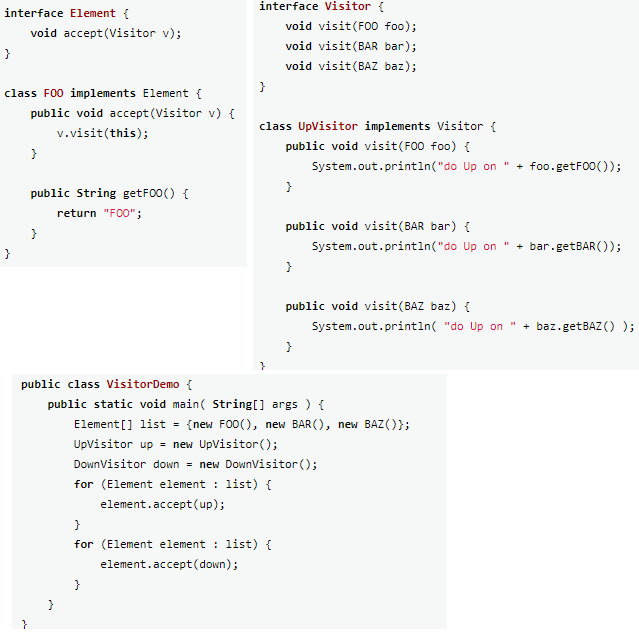 interface Element {
    void accept(Visitor v);
}

class FOO implements Element {
    public void accept(Visitor v) {
        v.visit(this);
    }

    public String getFOO() {
        return "FOO";
    }
}
interface Visitor {
    void visit(FOO foo);
    void visit(BAR bar);
    void visit(BAZ baz);
}

class UpVisitor implements Visitor {
    public void visit(FOO foo) {
        System.out.println("do Up on " + foo.getFOO());
    }

    public void visit(BAR bar) {
        System.out.println("do Up on " + bar.getBAR());
    }

    public void visit(BAZ baz) {
        System.out.println( "do Up on " + baz.getBAZ() );
    }
}
public class VisitorDemo {
    public static void main( String[] args ) {
        Element[] list = {new FOO(), new BAR(), new BAZ()};
        UpVisitor up = new UpVisitor();
        DownVisitor down = new DownVisitor();
        for (Element element : list) {
            element.accept(up);
        }
        for (Element element : list) {
            element.accept(down);
        }
    }
}